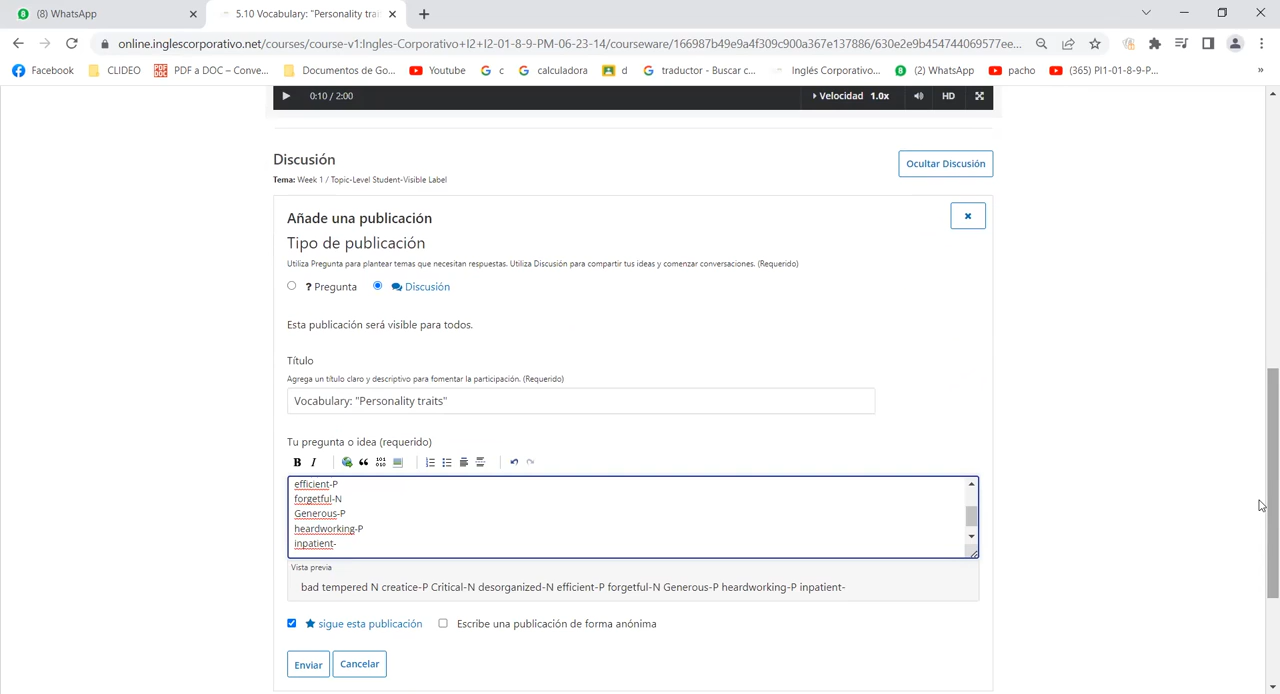 (8) WhatsApp
5.10 Vocabulary: "Personality trai
online.inglescorporativo.net/courses/course-v1:Ingles-Corporativo+I2+I2-01-8-9ªPM-06-23-14/courseware/166987b49e9a4f309c900a367e137886/630e2e9b454744069577ee...
Facebook CLIDEO PDF a DOC – Conve... Documentos de Go... Youtube c calculadora d traductor - Buscar c... Inglés Corporativo... (2) WhatsApp pacho (365) PI1-01-8-9-P... »
0:10 / 2:00 Velocidad 1.0x HD
Discusión
Ocultar Discusión
Tema: Week 1 / Topic-Level Student-Visible Label
Añade una publicación
Tipo de publicación
Utiliza Pregunta para plantear temas que necesitan respuestas. Utiliza Discusión para compartir tus ideas y comenzar conversaciones. (Requerido)
? Pregunta Discusión
Esta publicación será visible para todos.
Título
Agrega un título claro y descriptivo para fomentar la participación. (Requerido)
Vocabulary: "Personality traits"
Tu pregunta o idea (requerido)
B I
efficient-P
forgetful-N
Generous-P
heardworking-P
inpatient-
Vista previa
bad tempered N creatice-P Critical-N desorganized-N efficient-P forgetful-N Generous-P heardworking-P inpatient-
sigue esta publicación Escribe una publicación de forma anónima
Enviar Cancelar